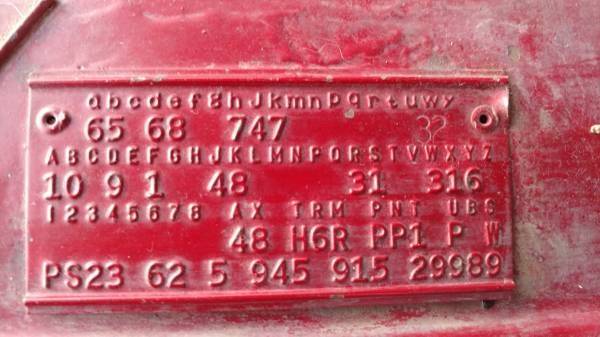 abcdefghJkmnpqrtuwy
65 68 747 32
ABCDEFGHJKLMNPQRSTVWXYZ
10 9 1 48 31 316
12345678 AX TRM PNT UBS
48 H6R PP1 P W
PS23 62 5 945 915 29989